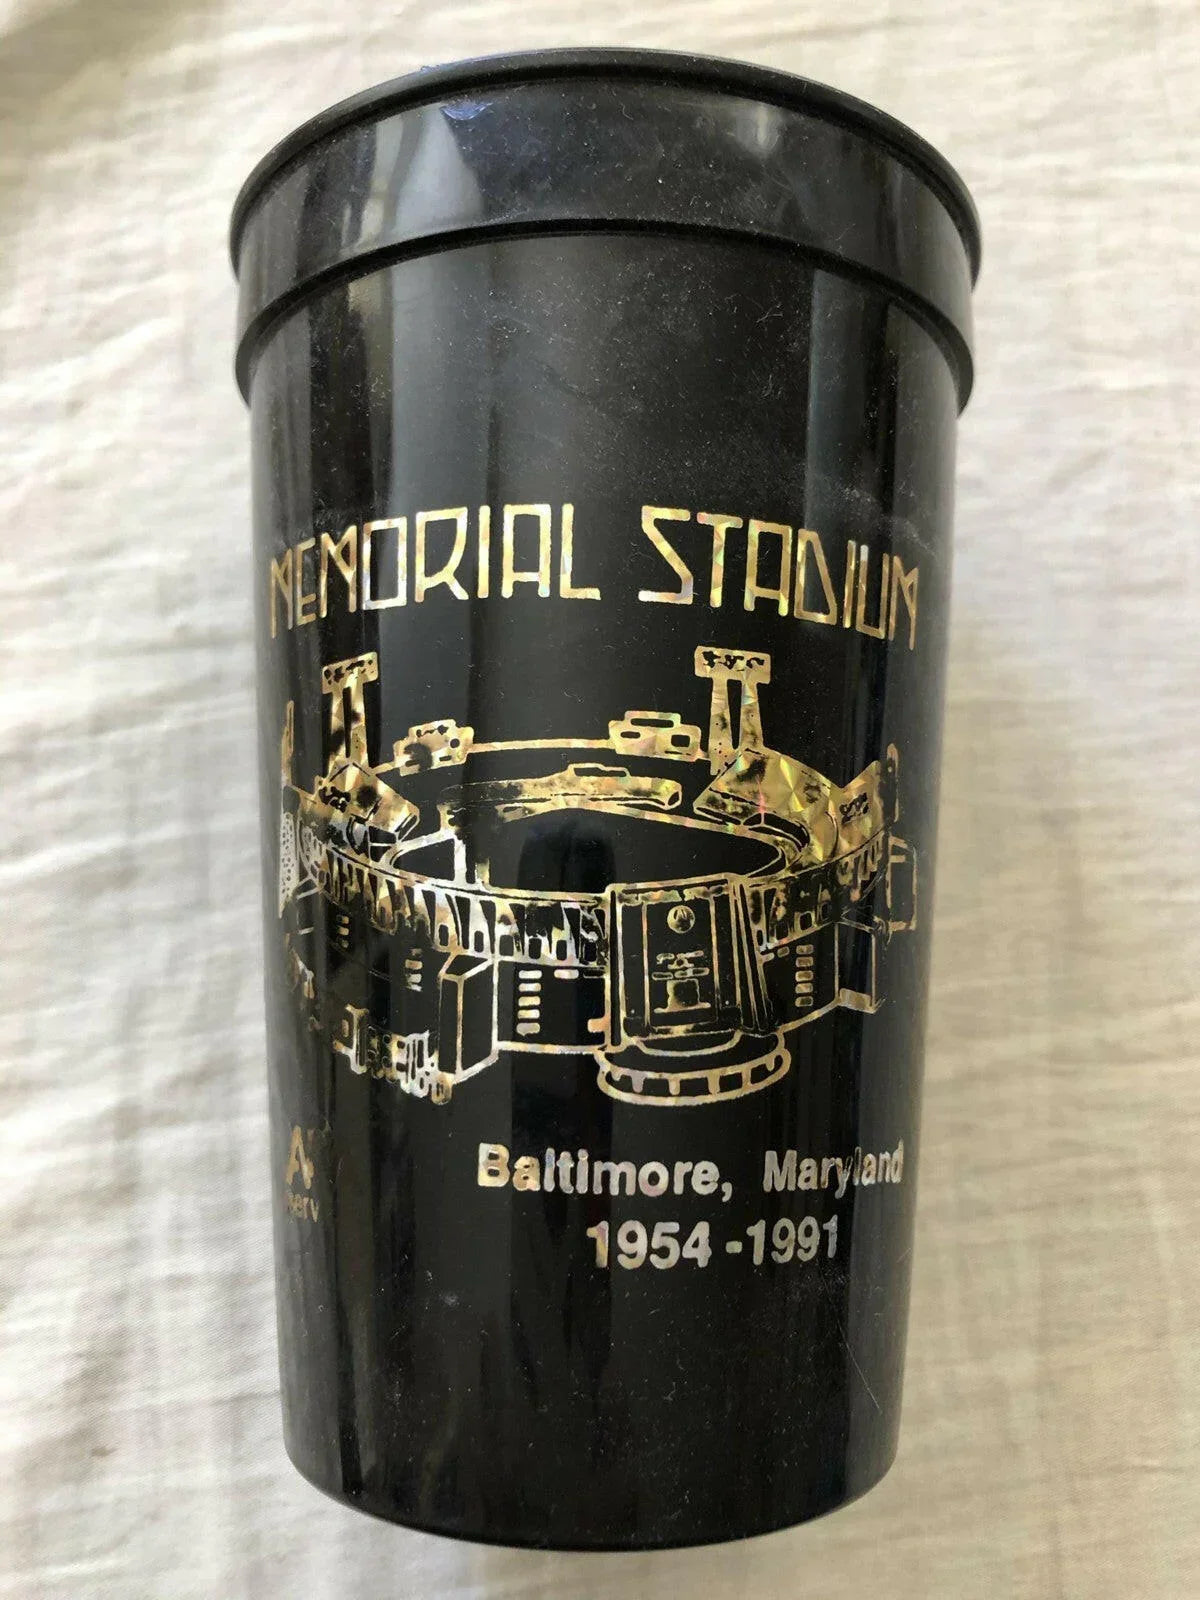 MEMORIAL STADIUM
Baltimore, Maryland
1954-1991